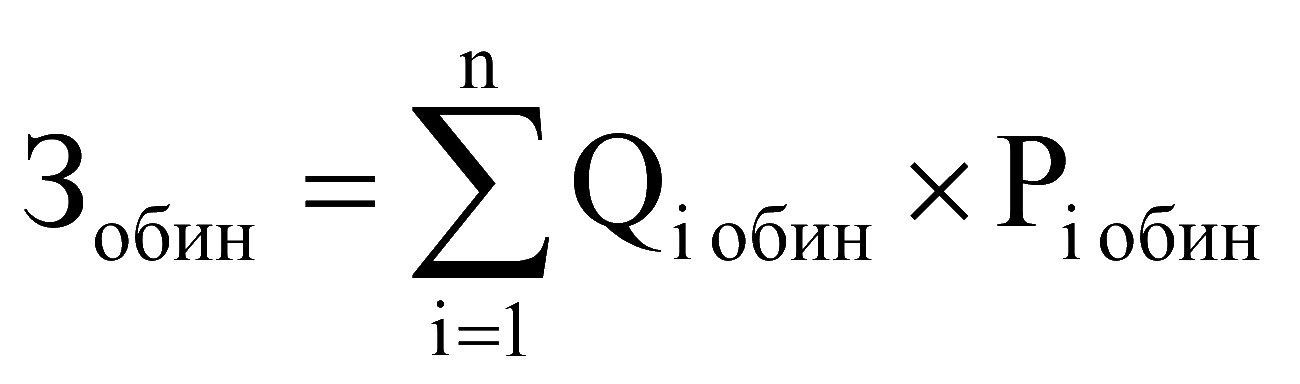 n
З обин = ∑ Q i обин × P i обин
i=1